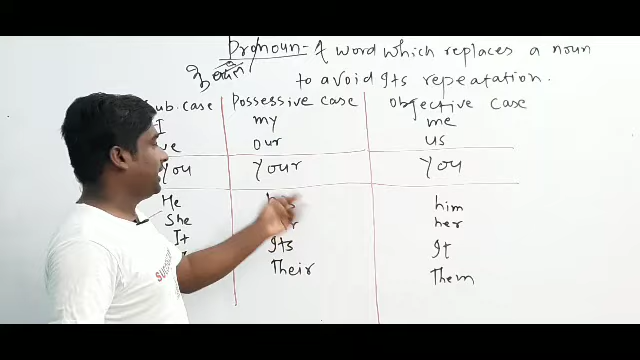 Pronoun - A word which replaces a noun
to avoid Its repeatation.
Sub. case Possessive case Objective case
I my me
we our us
You Your You
He his him
She her
It Its It
Their Them